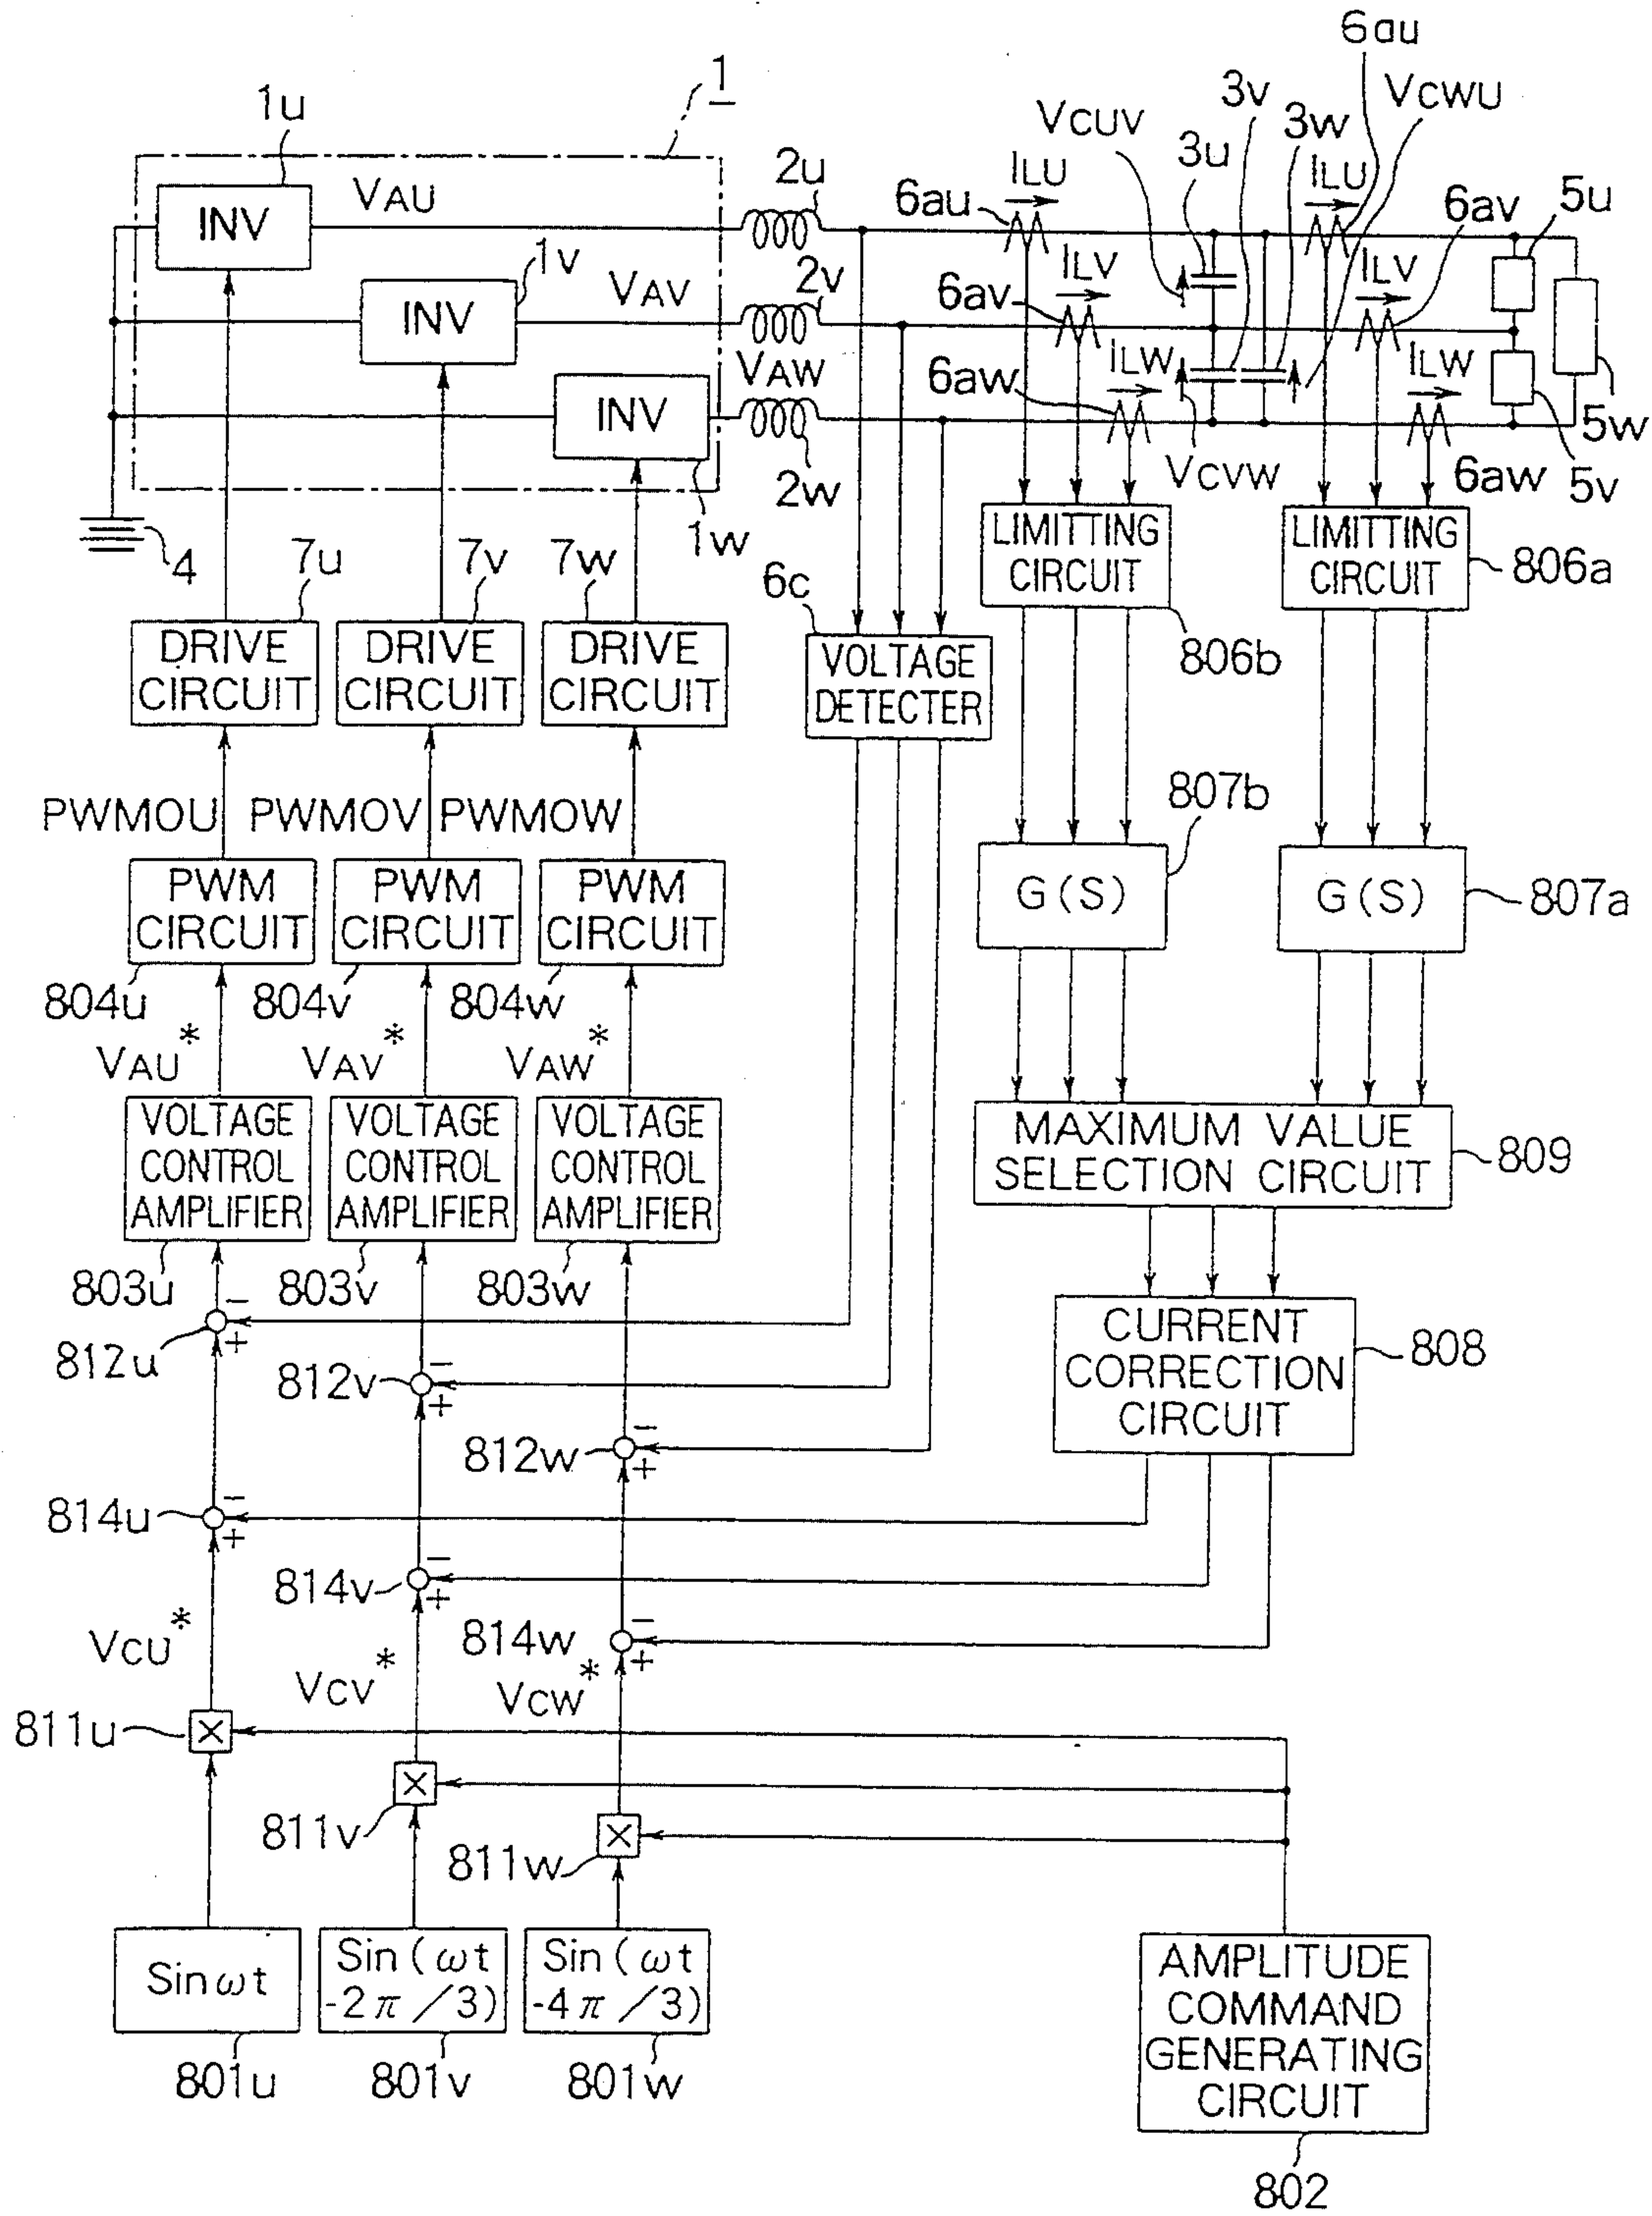 6au
1
1u
VCUV
3v
VCWU
3w
3u
VAU
2u
6au
ILU
ILU
6av
5u
INV
1v
VAV
2v
6av
ILV
ILV
INV
VAW
6aw
ILW
ILW
INV
2w
VCVW
5w
6aw
5v
1w
4
7u
7v
7w
6c
LIMITTING
CIRCUIT
LIMITTING
CIRCUIT
806a
806b
DRIVE
CIRCUIT
DRIVE
CIRCUIT
DRIVE
CIRCUIT
VOLTAGE
DETECTER
PWMOU
PWMOV
PWMOW
807b
PWM
CIRCUIT
PWM
CIRCUIT
PWM
CIRCUIT
G(S)
G(S)
807a
804u
804v
804w
VAU*
VAV*
VAW*
VOLTAGE
CONTROL
AMPLIFIER
VOLTAGE
CONTROL
AMPLIFIER
VOLTAGE
CONTROL
AMPLIFIER
MAXIMUM VALUE
SELECTION CIRCUIT
809
803u
803v
803w
−
+
812u
CURRENT
CORRECTION
CIRCUIT
808
812v
−
+
812w
−
+
814u
−
+
814v
−
+
814w
−
+
VCU*
VCV*
VCW*
811u
×
811v
×
811w
×
Sinωt
Sin(ωt
-2π/3)
Sin(ωt
-4π/3)
801u
801v
801w
AMPLITUDE
COMMAND
GENERATING
CIRCUIT
802